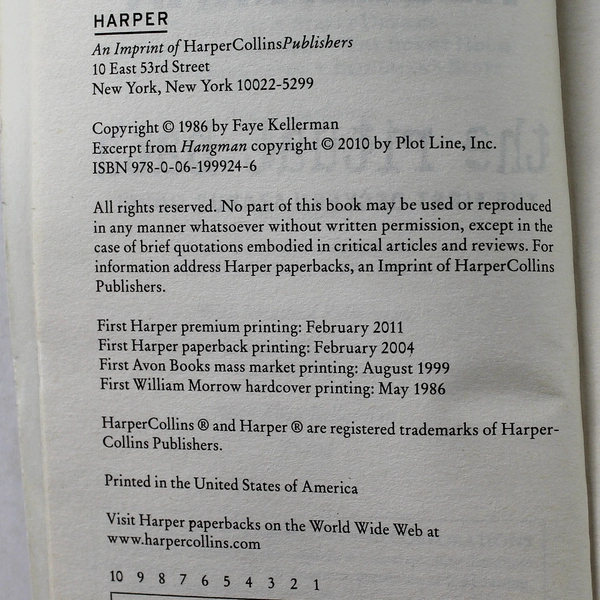 HARPER
An Imprint of HarperCollinsPublishers
10 East 53rd Street
New York, New York 10022-5299
Copyright © 1986 by Faye Kellerman
Excerpt from Hangman copyright © 2010 by Plot Line, Inc.
ISBN 978-0-06-199924-6
All rights reserved. No part of this book may be used or reproduced
in any manner whatsoever without written permission, except in the
case of brief quotations embodied in critical articles and reviews. For
information address Harper paperbacks, an Imprint of HarperCollins
Publishers.
First Harper premium printing: February 2011
First Harper paperback printing: February 2004
First Avon Books mass market printing: August 1999
First William Morrow hardcover printing: May 1986
HarperCollins ® and Harper ® are registered trademarks of Harper-
Collins Publishers.
Printed in the United States of America
Visit Harper paperbacks on the World Wide Web at
www.harpercollins.com
10 9 8 7 6 5 4 3 2 1